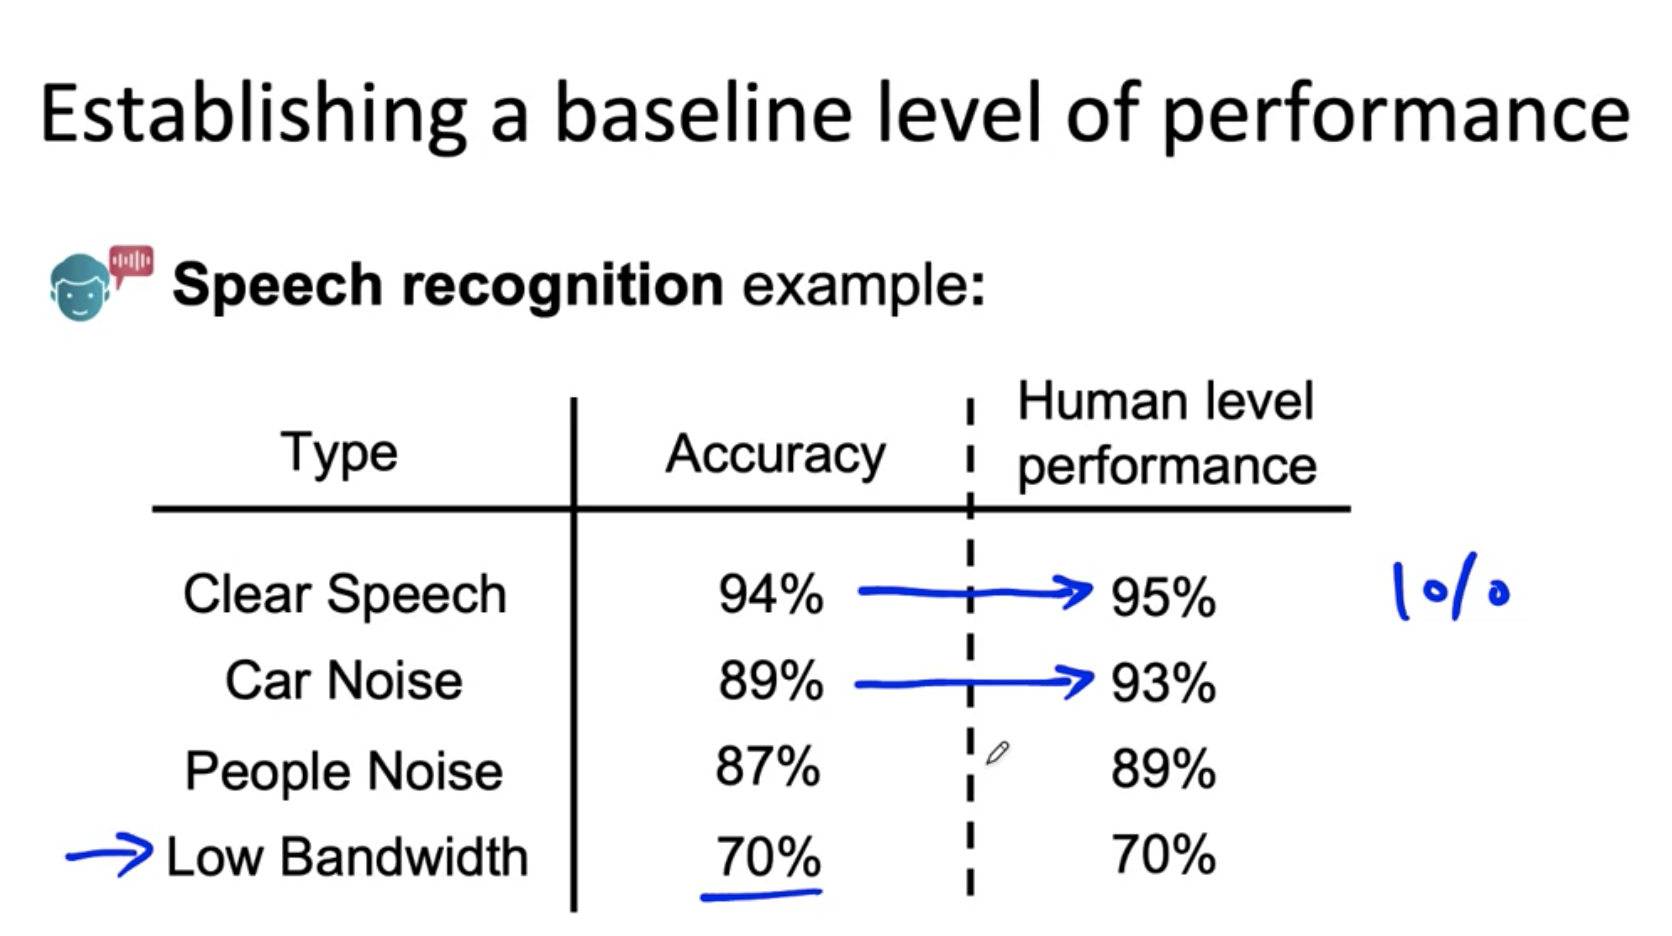 Establishing a baseline level of performance
Speech recognition example:
Type Accuracy Human level performance
Clear Speech 94% 95% 1%
Car Noise 89% 93%
People Noise 87% 89%
Low Bandwidth 70% 70%